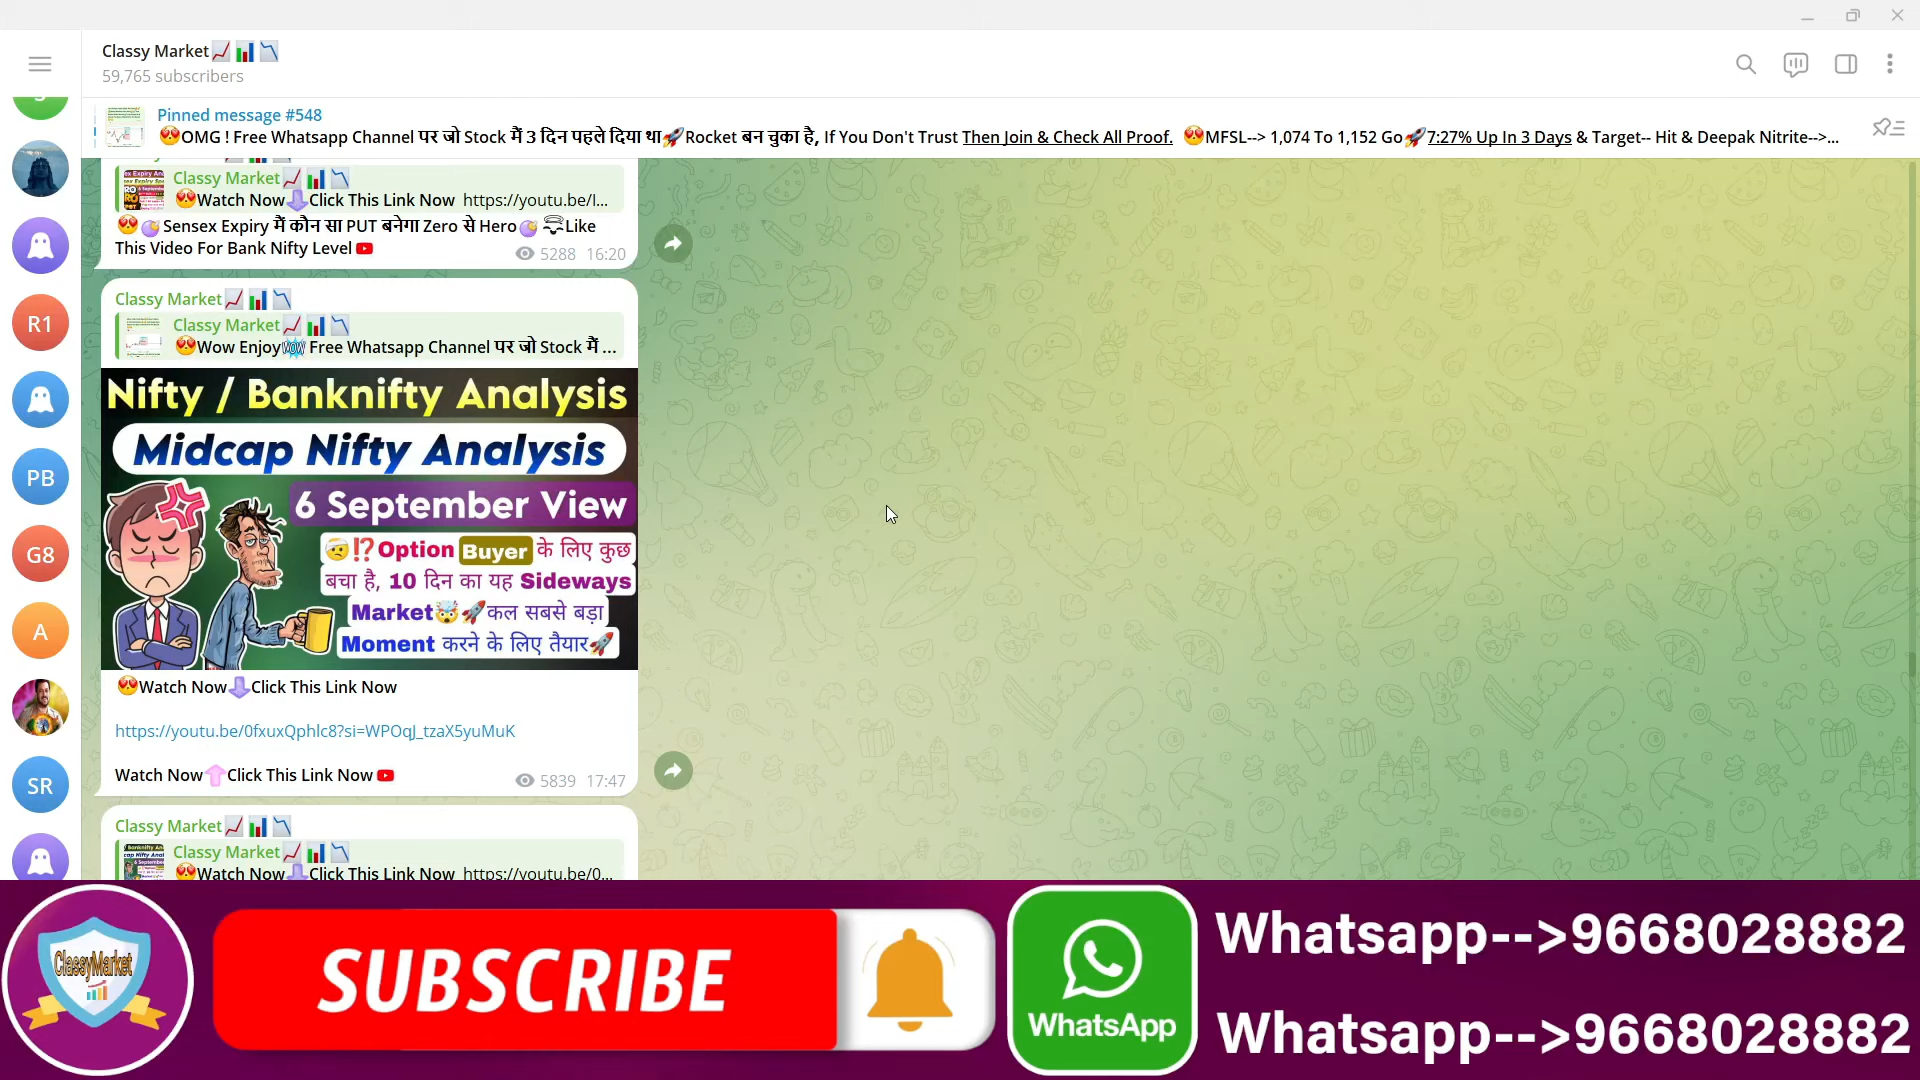 Classy Market📈📊📉
59,765 subscribers
Pinned message #548
😍OMG ! Free Whatsapp Channel पर जो Stock मैं 3 दिन पहले दिया था🚀Rocket बन चुका है, If You Don't Trust Then Join & Check All Proof. 😍MFSL--> 1,074 To 1,152 Go🚀7:27% Up In 3 Days & Target-- Hit & Deepak Nitrite-->...
Classy Market📈📊📉
😍Watch Now⬇Click This Link Now https://youtu.be/l...
Sensex Expiry मैं कौन सा PUT बनेगा Zero से Hero Like
This Video For Bank Nifty Level
5288 16:20
Classy Market📈📊📉
Classy Market📈📊📉
😍Wow Enjoy Free Whatsapp Channel पर जो Stock मैं ...
Nifty / Banknifty Analysis
Midcap Nifty Analysis
6 September View
🤕⁉Option Buyer के लिए कुछ
बचा है, 10 दिन का यह Sideways
Market🤯🚀कल सबसे बड़ा
Moment करने के लिए तैयार🚀
😍Watch Now⬇Click This Link Now
https://youtu.be/0fxuxQphlc8?si=WPOqJ_tzaX5yuMuK
Watch Now⬆Click This Link Now
5839 17:47
Classy Market📈📊📉
Classy Market📈📊📉
😍Watch Now⬇Click This Link Now https://youtu.be/0...
R1
PB
G8
A
SR
ClassyMarket
SUBSCRIBE
WhatsApp
Whatsapp-->9668028882
Whatsapp-->9668028882